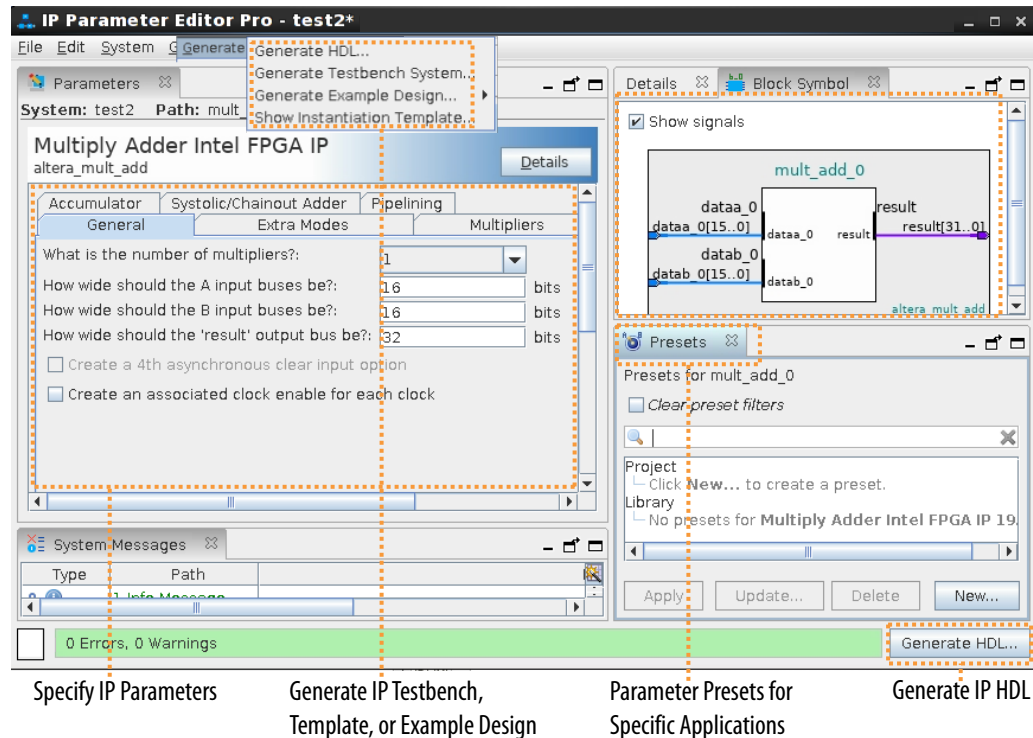 IP Parameter Editor Pro - test2*
File Edit System G Generate
Generate HDL...
Generate Testbench System...
Generate Example Design...
Show Instantiation Template...
Parameters
System: test2 Path: mult_
Multiply Adder Intel FPGA IP
altera_mult_add
Details
Accumulator Systolic/Chainout Adder Pipelining
General Extra Modes Multipliers
What is the number of multipliers?: 1
How wide should the A input buses be?: 16 bits
How wide should the B input buses be?: 16 bits
How wide should the 'result' output bus be?: 32 bits
Create a 4th asynchronous clear input option
Create an associated clock enable for each clock
System Messages
Type Path
1 Info Message
0 Errors, 0 Warnings
Details Block Symbol
Show signals
mult_add_0
dataa_0 result
dataa_0[15..0] dataa_0 result result[31..0]
datab_0
datab_0[15..0] datab_0
altera_mult_add
Presets
Presets for mult_add_0
Clear preset filters
Project
Click New... to create a preset.
Library
No presets for Multiply Adder Intel FPGA IP 19.
Apply Update... Delete New...
Generate HDL...
Specify IP Parameters
Generate IP Testbench,
Template, or Example Design
Parameter Presets for
Specific Applications
Generate IP HDL